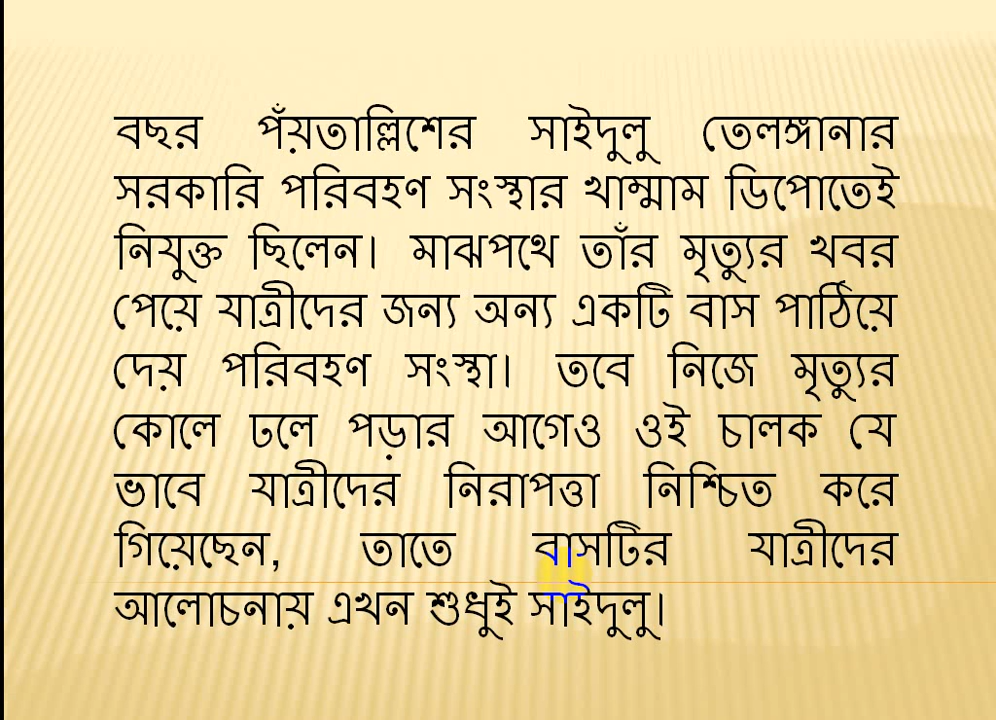 বছর পঁয়তাল্লিশের সাইদুলু তেলঙ্গানার
সরকারি পরিবহণ সংস্থার খাম্মাম ডিপোতেই
নিযুক্ত ছিলেন। মাঝপথে তাঁর মৃত্যুর খবর
পেয়ে যাত্রীদের জন্য অন্য একটি বাস পাঠিয়ে
দেয় পরিবহণ সংস্থা। তবে নিজে মৃত্যুর
কোলে ঢলে পড়ার আগেও ওই চালক যে
ভাবে যাত্রীদের নিরাপত্তা নিশ্চিত করে
গিয়েছেন, তাতে বাসটির যাত্রীদের
আলোচনায় এখন শুধুই সাইদুলু।